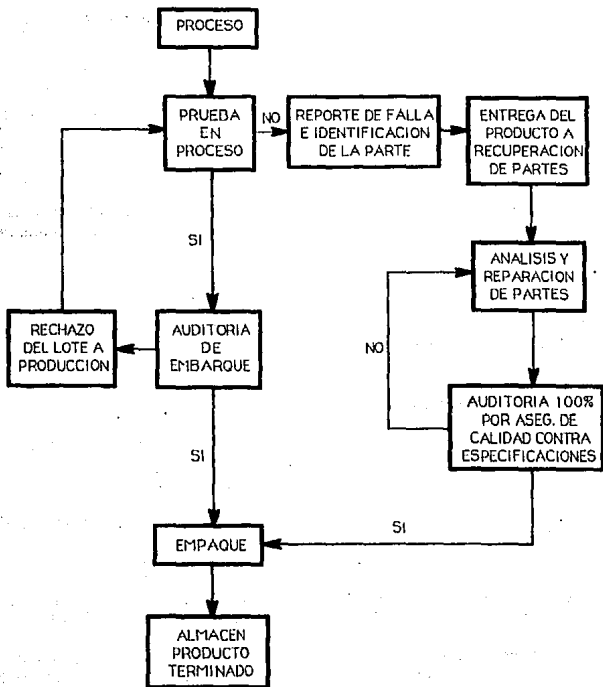 PROCESO
PRUEBA
EN
PROCESO
NO
REPORTE DE FALLA
E IDENTIFICACION
DE LA PARTE
ENTREGA DEL
PRODUCTO A
RECUPERACION
DE PARTES
SI
ANALISIS Y
REPARACION
DE PARTES
RECHAZO
DEL LOTE A
PRODUCCION
AUDITORIA
DE
EMBARQUE
NO
AUDITORIA 100%
POR ASEG. DE
CALIDAD CONTRA
ESPECIFICACIONES
SI
SI
EMPAQUE
ALMACEN
PRODUCTO
TERMINADO